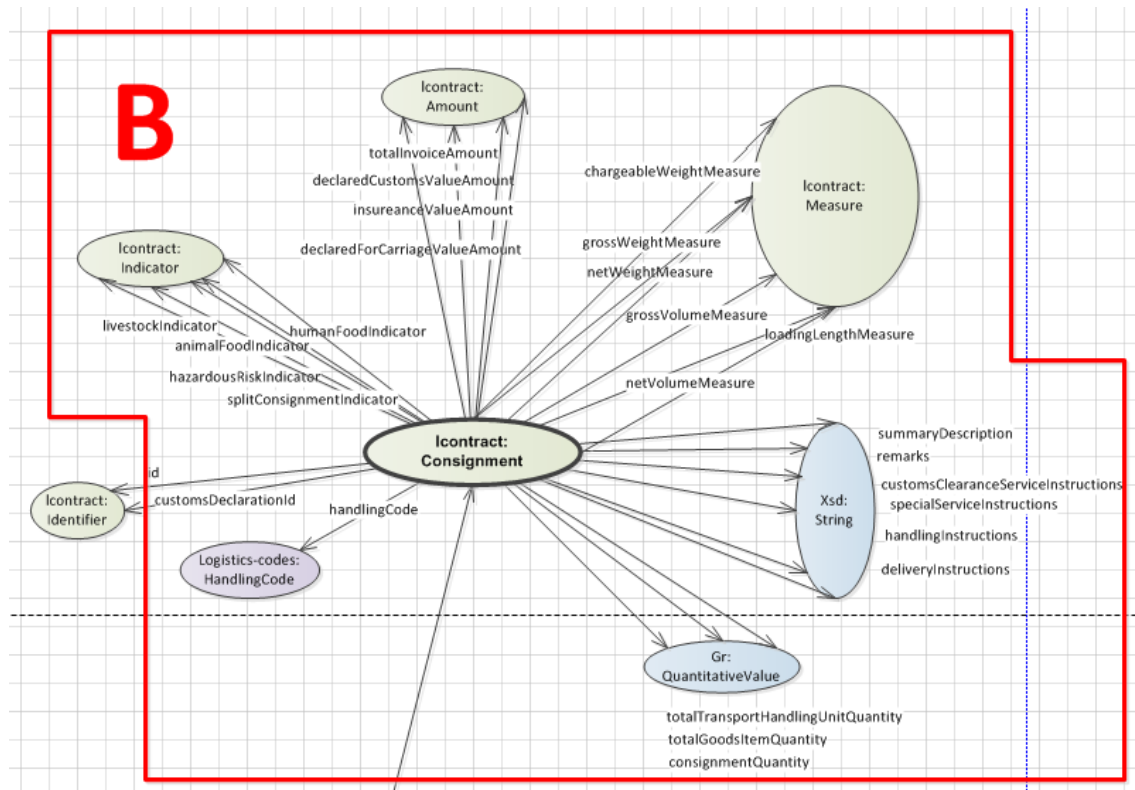 B
lcontract:
Amount
totalInvoiceAmount
declaredCustomsValueAmount
insureanceValueAmount
declaredForCarriageValueAmount
lcontract:
Measure
chargeableWeightMeasure
grossWeightMeasure
netWeightMeasure
grossVolumeMeasure
loadingLengthMeasure
netVolumeMeasure
lcontract:
Indicator
livestockIndicator
humanFoodIndicator
animalFoodIndicator
hazardousRiskIndicator
splitConsignmentIndicator
lcontract:
Consignment
id
customsDeclarationId
lcontract:
Identifier
handlingCode
Logistics-codes:
HandlingCode
Xsd:
String
summaryDescription
remarks
customsClearanceServiceInstructions
specialServiceInstructions
handlingInstructions
deliveryInstructions
Gr:
QuantitativeValue
totalTransportHandlingUnitQuantity
totalGoodsItemQuantity
consignmentQuantity